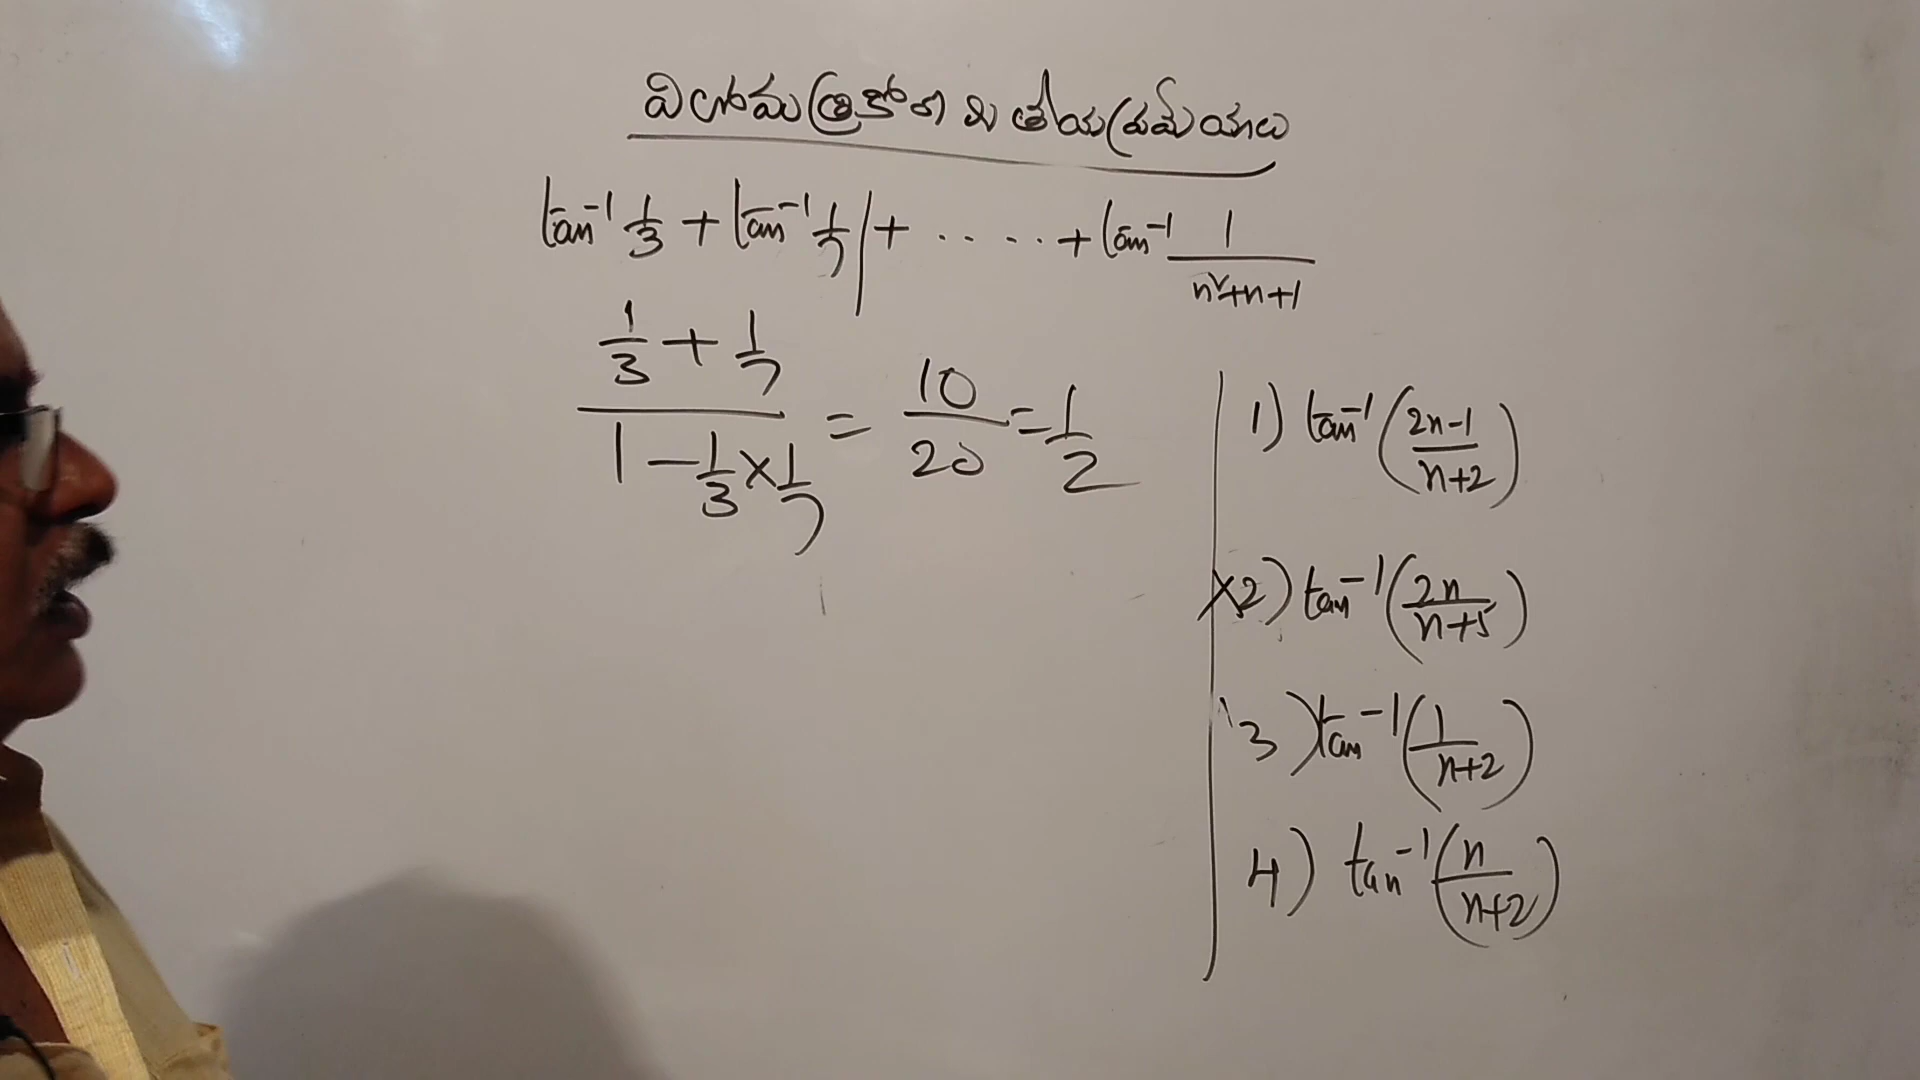 విలోమ త్రికోణ మితీయ ప్రమేయాలు
tan⁻¹ 1/3 + tan⁻¹ 1/7 | + ..... + tan⁻¹ 1/(n²+n+1)
(1/3 + 1/7)/(1 − 1/3 × 1/7) = 10/20 = 1/2
1) tan⁻¹((2n-1)/(n+2))
×2) tan⁻¹(2n/(n+5))
3) tan⁻¹(1/(n+2))
4) tan⁻¹(n/(n+2))